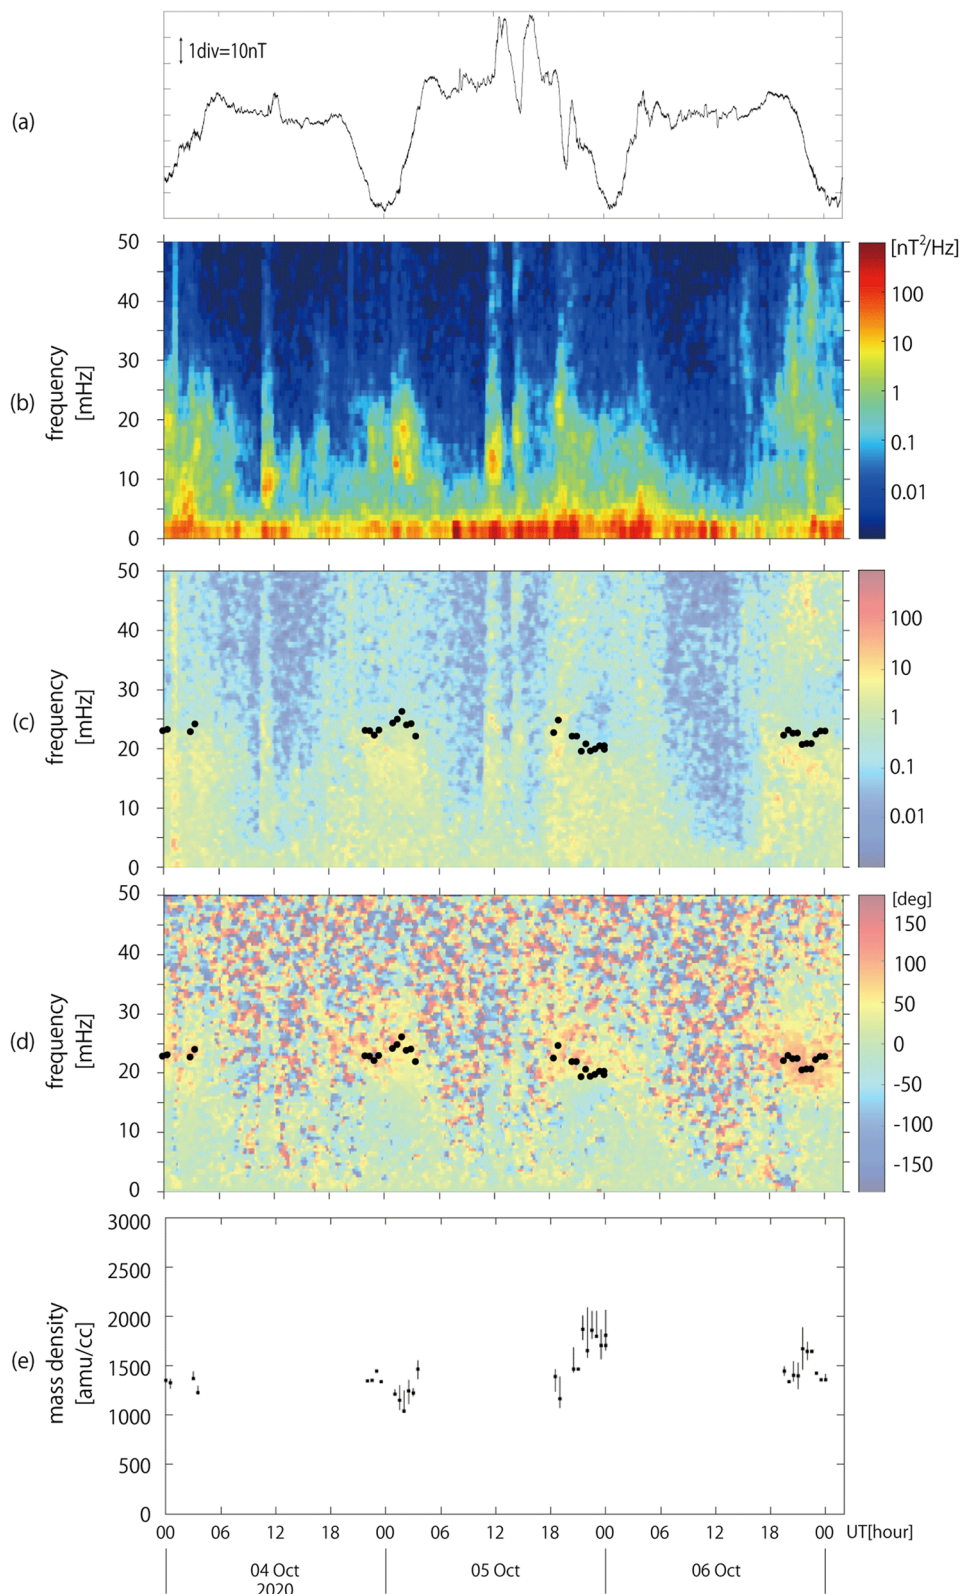 (a)
1div=10nT
(b)
frequency
[mHz]
50
40
30
20
10
0
[nT²/Hz]
100
10
1
0.1
0.01
(c)
frequency
[mHz]
50
40
30
20
10
0
100
10
1
0.1
0.01
(d)
frequency
[mHz]
50
40
30
20
10
0
[deg]
150
100
50
0
-50
-100
-150
(e)
mass density
[amu/cc]
3000
2500
2000
1500
1000
500
0
00 06 12 18 00 06 12 18 00 06 12 18 00 UT[hour]
04 Oct 05 Oct 06 Oct
2020